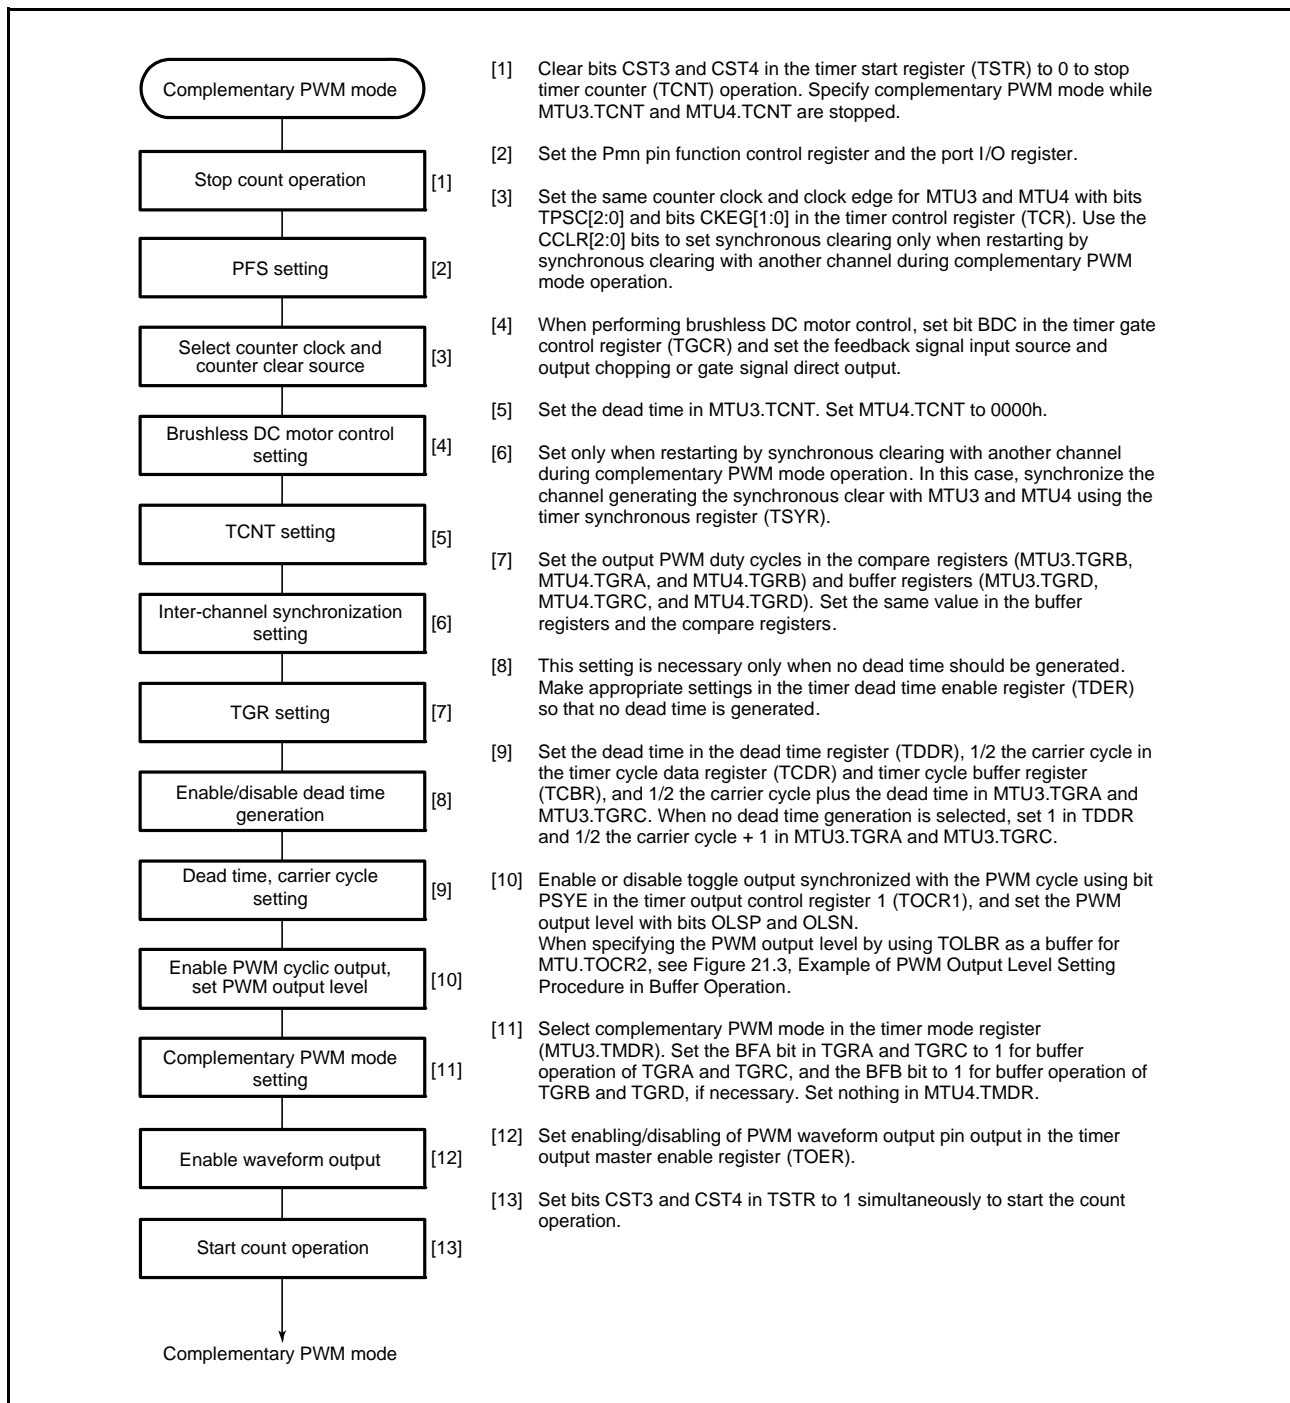 Complementary PWM mode
Stop count operation
[1]
PFS setting
[2]
Select counter clock and
counter clear source
[3]
Brushless DC motor control
setting
[4]
TCNT setting
[5]
Inter-channel synchronization
setting
[6]
TGR setting
[7]
Enable/disable dead time
generation
[8]
Dead time, carrier cycle
setting
[9]
Enable PWM cyclic output,
set PWM output level
[10]
Complementary PWM mode
setting
[11]
Enable waveform output
[12]
Start count operation
[13]
Complementary PWM mode
[1] Clear bits CST3 and CST4 in the timer start register (TSTR) to 0 to stop
timer counter (TCNT) operation. Specify complementary PWM mode while
MTU3.TCNT and MTU4.TCNT are stopped.
[2] Set the Pmn pin function control register and the port I/O register.
[3] Set the same counter clock and clock edge for MTU3 and MTU4 with bits
TPSC[2:0] and bits CKEG[1:0] in the timer control register (TCR). Use the
CCLR[2:0] bits to set synchronous clearing only when restarting by
synchronous clearing with another channel during complementary PWM
mode operation.
[4] When performing brushless DC motor control, set bit BDC in the timer gate
control register (TGCR) and set the feedback signal input source and
output chopping or gate signal direct output.
[5] Set the dead time in MTU3.TCNT. Set MTU4.TCNT to 0000h.
[6] Set only when restarting by synchronous clearing with another channel
during complementary PWM mode operation. In this case, synchronize the
channel generating the synchronous clear with MTU3 and MTU4 using the
timer synchronous register (TSYR).
[7] Set the output PWM duty cycles in the compare registers (MTU3.TGRB,
MTU4.TGRA, and MTU4.TGRB) and buffer registers (MTU3.TGRD,
MTU4.TGRC, and MTU4.TGRD). Set the same value in the buffer
registers and the compare registers.
[8] This setting is necessary only when no dead time should be generated.
Make appropriate settings in the timer dead time enable register (TDER)
so that no dead time is generated.
[9] Set the dead time in the dead time register (TDDR), 1/2 the carrier cycle in
the timer cycle data register (TCDR) and timer cycle buffer register
(TCBR), and 1/2 the carrier cycle plus the dead time in MTU3.TGRA and
MTU3.TGRC. When no dead time generation is selected, set 1 in TDDR
and 1/2 the carrier cycle + 1 in MTU3.TGRA and MTU3.TGRC.
[10] Enable or disable toggle output synchronized with the PWM cycle using bit
PSYE in the timer output control register 1 (TOCR1), and set the PWM
output level with bits OLSP and OLSN.
When specifying the PWM output level by using TOLBR as a buffer for
MTU.TOCR2, see Figure 21.3, Example of PWM Output Level Setting
Procedure in Buffer Operation.
[11] Select complementary PWM mode in the timer mode register
(MTU3.TMDR). Set the BFA bit in TGRA and TGRC to 1 for buffer
operation of TGRA and TGRC, and the BFB bit to 1 for buffer operation of
TGRB and TGRD, if necessary. Set nothing in MTU4.TMDR.
[12] Set enabling/disabling of PWM waveform output pin output in the timer
output master enable register (TOER).
[13] Set bits CST3 and CST4 in TSTR to 1 simultaneously to start the count
operation.